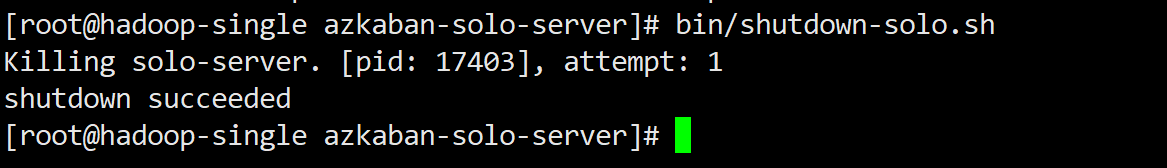 [root@hadoop-single azkaban-solo-server]# bin/shutdown-solo.sh
Killing solo-server. [pid: 17403], attempt: 1
shutdown succeeded
[root@hadoop-single azkaban-solo-server]#